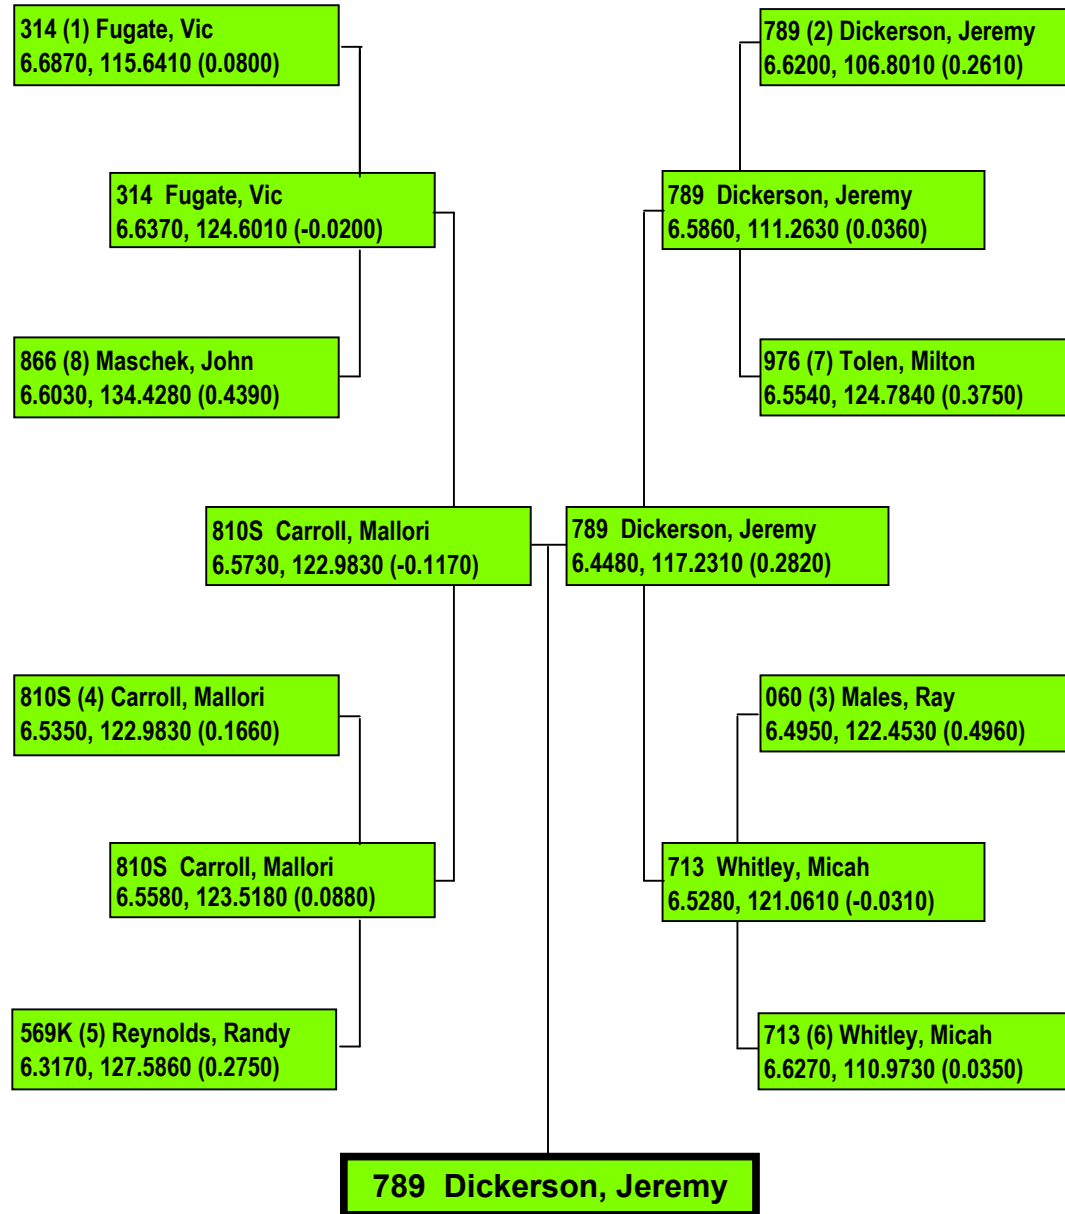 314 (1) Fugate, Vic
6.6870, 115.6410 (0.0800)
789 (2) Dickerson, Jeremy
6.6200, 106.8010 (0.2610)
314 Fugate, Vic
6.6370, 124.6010 (-0.0200)
789 Dickerson, Jeremy
6.5860, 111.2630 (0.0360)
866 (8) Maschek, John
6.6030, 134.4280 (0.4390)
976 (7) Tolen, Milton
6.5540, 124.7840 (0.3750)
810S Carroll, Mallori
6.5730, 122.9830 (-0.1170)
789 Dickerson, Jeremy
6.4480, 117.2310 (0.2820)
810S (4) Carroll, Mallori
6.5350, 122.9830 (0.1660)
060 (3) Males, Ray
6.4950, 122.4530 (0.4960)
810S Carroll, Mallori
6.5580, 123.5180 (0.0880)
713 Whitley, Micah
6.5280, 121.0610 (-0.0310)
569K (5) Reynolds, Randy
6.3170, 127.5860 (0.2750)
713 (6) Whitley, Micah
6.6270, 110.9730 (0.0350)
789 Dickerson, Jeremy